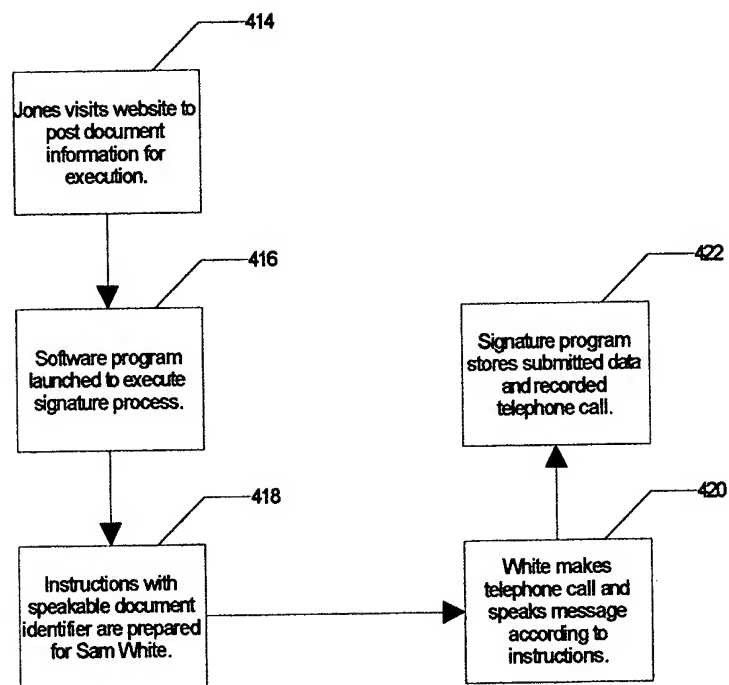 414
Jones visits website to
post document
information for
execution.
416
Software program
launched to execute
signature process.
418
Instructions with
speakable document
identifier are prepared
for Sam White.
420
White makes
telephone call and
speaks message
according to
instructions.
422
Signature program
stores submitted data
and recorded
telephone call.